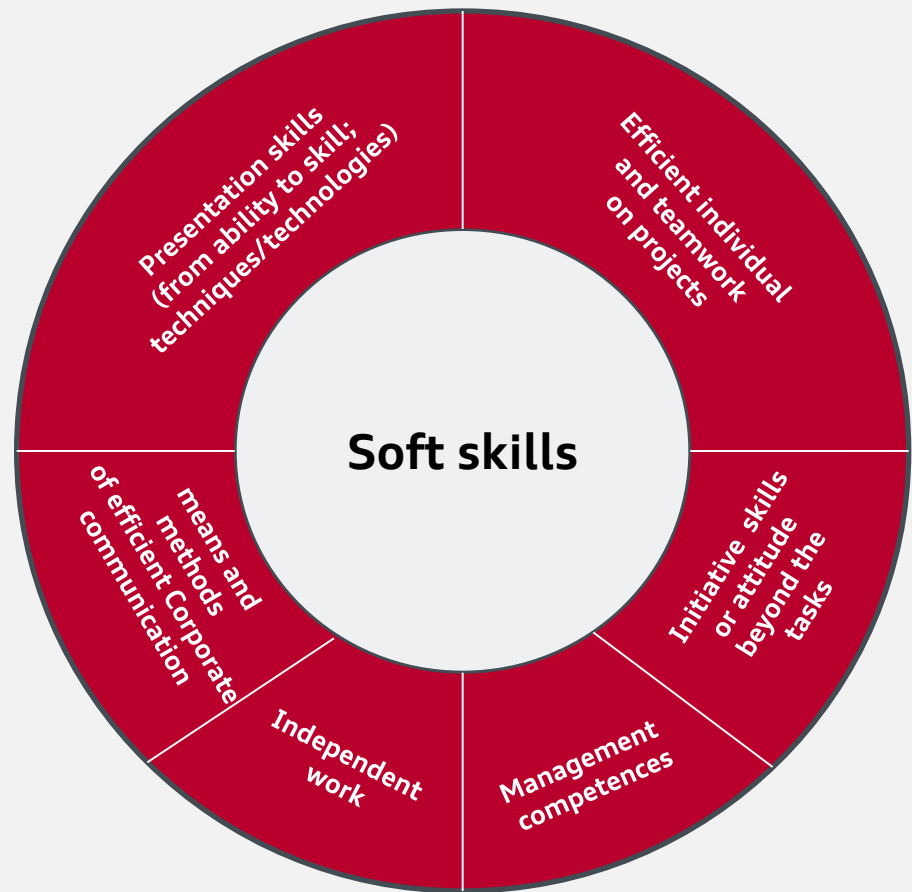 Presentation skills
(from ability to skill;
techniques/technologies)
Efficient individual
and teamwork
on projects
Soft skills
means and
methods
of efficient Corporate
communication
Initiative  skills
or attitude
beyond the
tasks
Independent
work
Management
competences